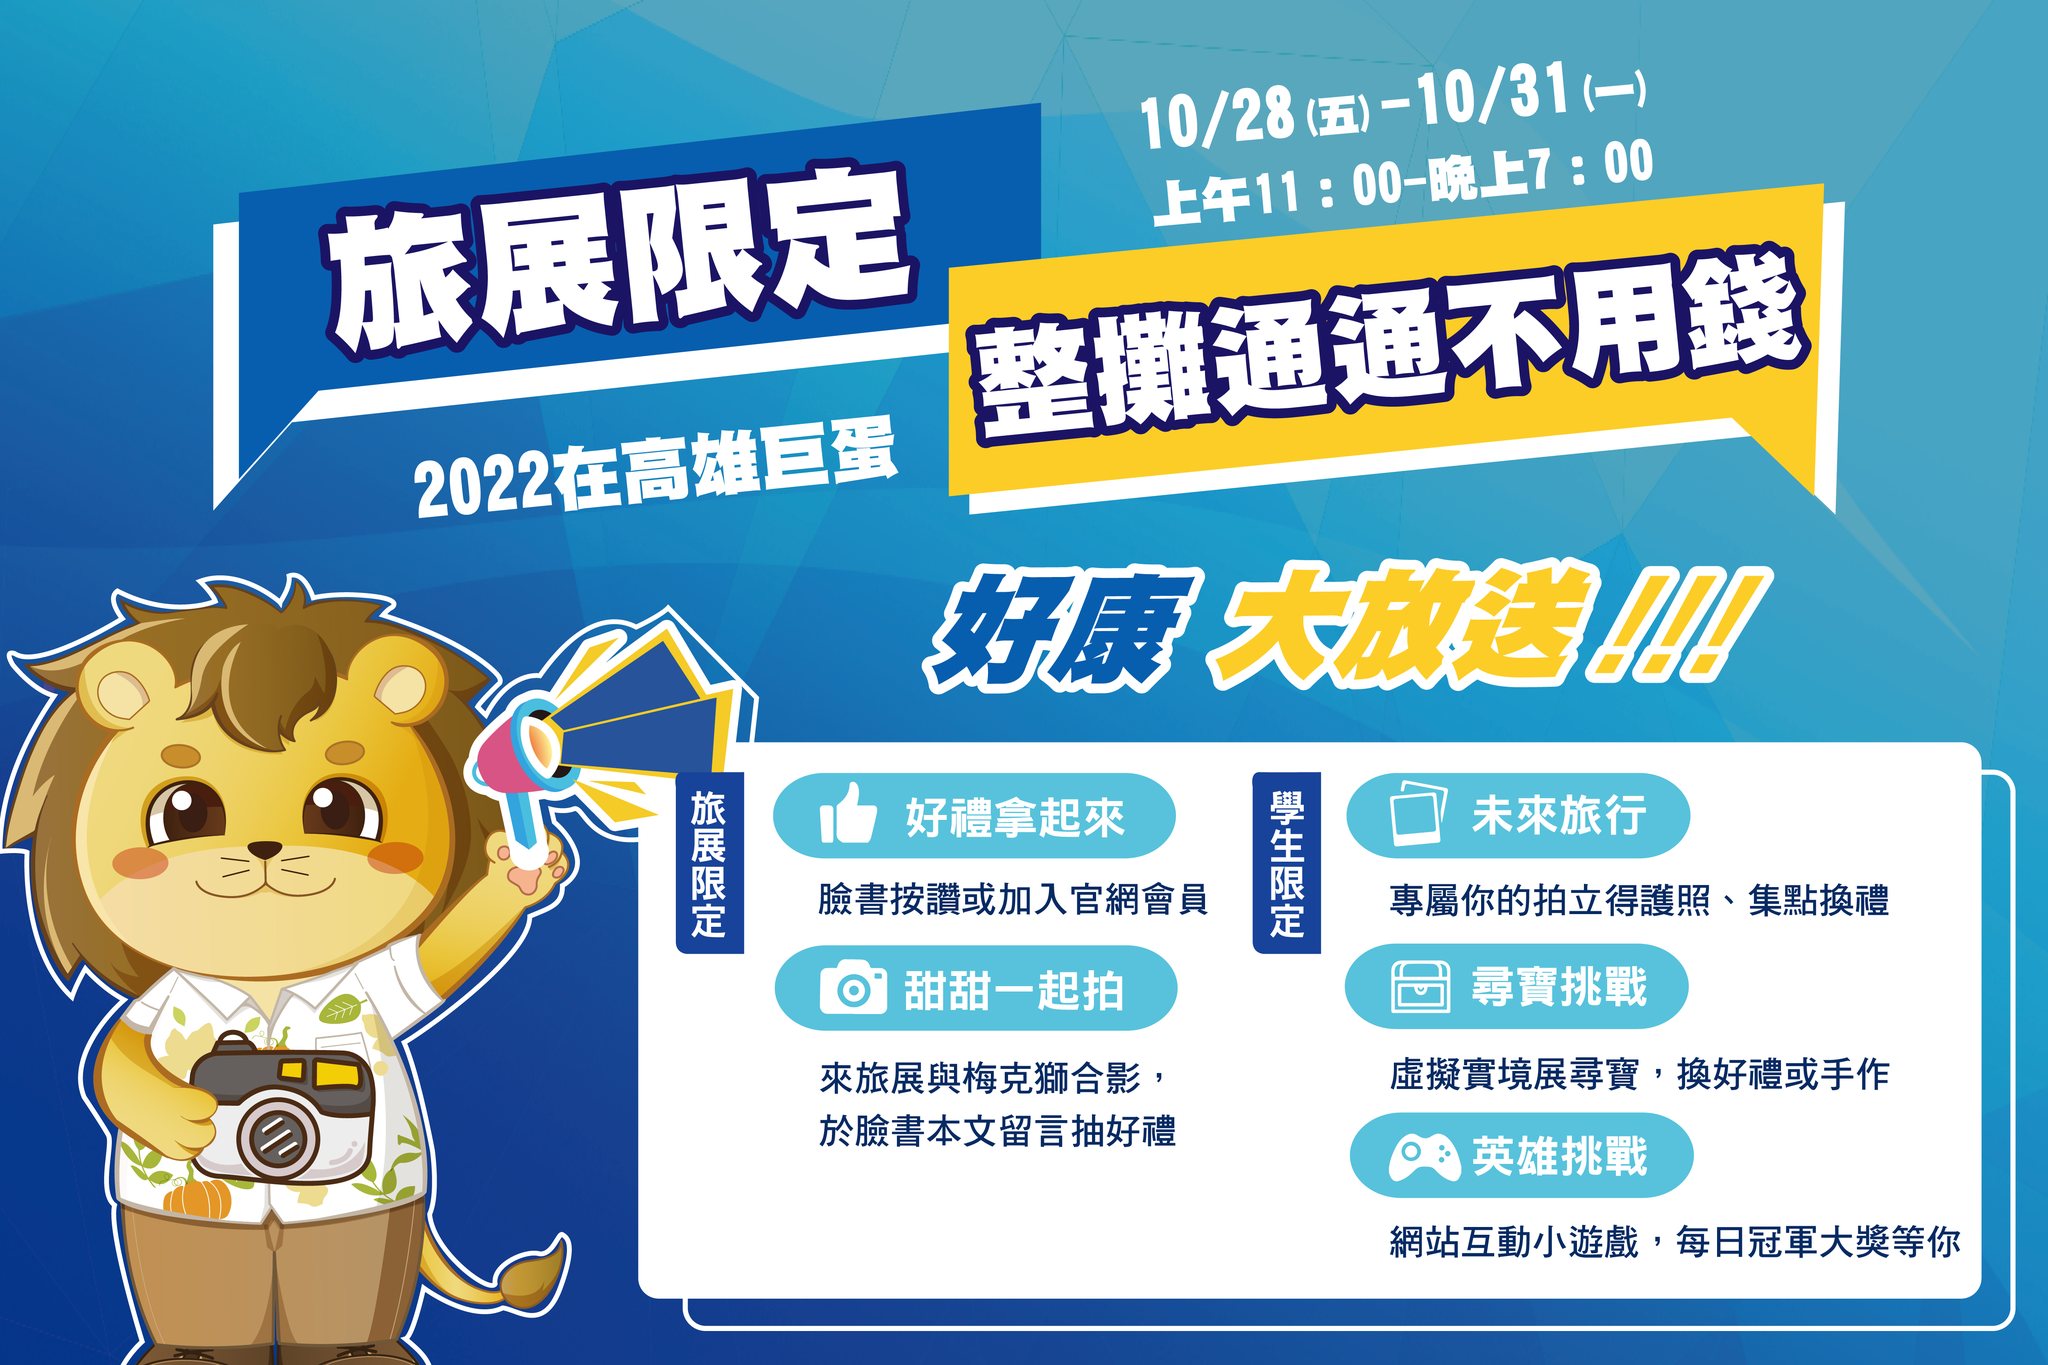 10/28(五)-10/31(一)
上午11：00-晚上7：00
旅展限定
整攤通通不用錢
2022在高雄巨蛋
好康 大放送!!!
旅展限定
好禮拿起來
臉書按讚或加入官網會員
甜甜一起拍
來旅展與梅克獅合影，
於臉書本文留言抽好禮
學生限定
未來旅行
專屬你的拍立得護照、集點換禮
尋寶挑戰
虛擬實境展尋寶，換好禮或手作
英雄挑戰
網站互動小遊戲，每日冠軍大獎等你